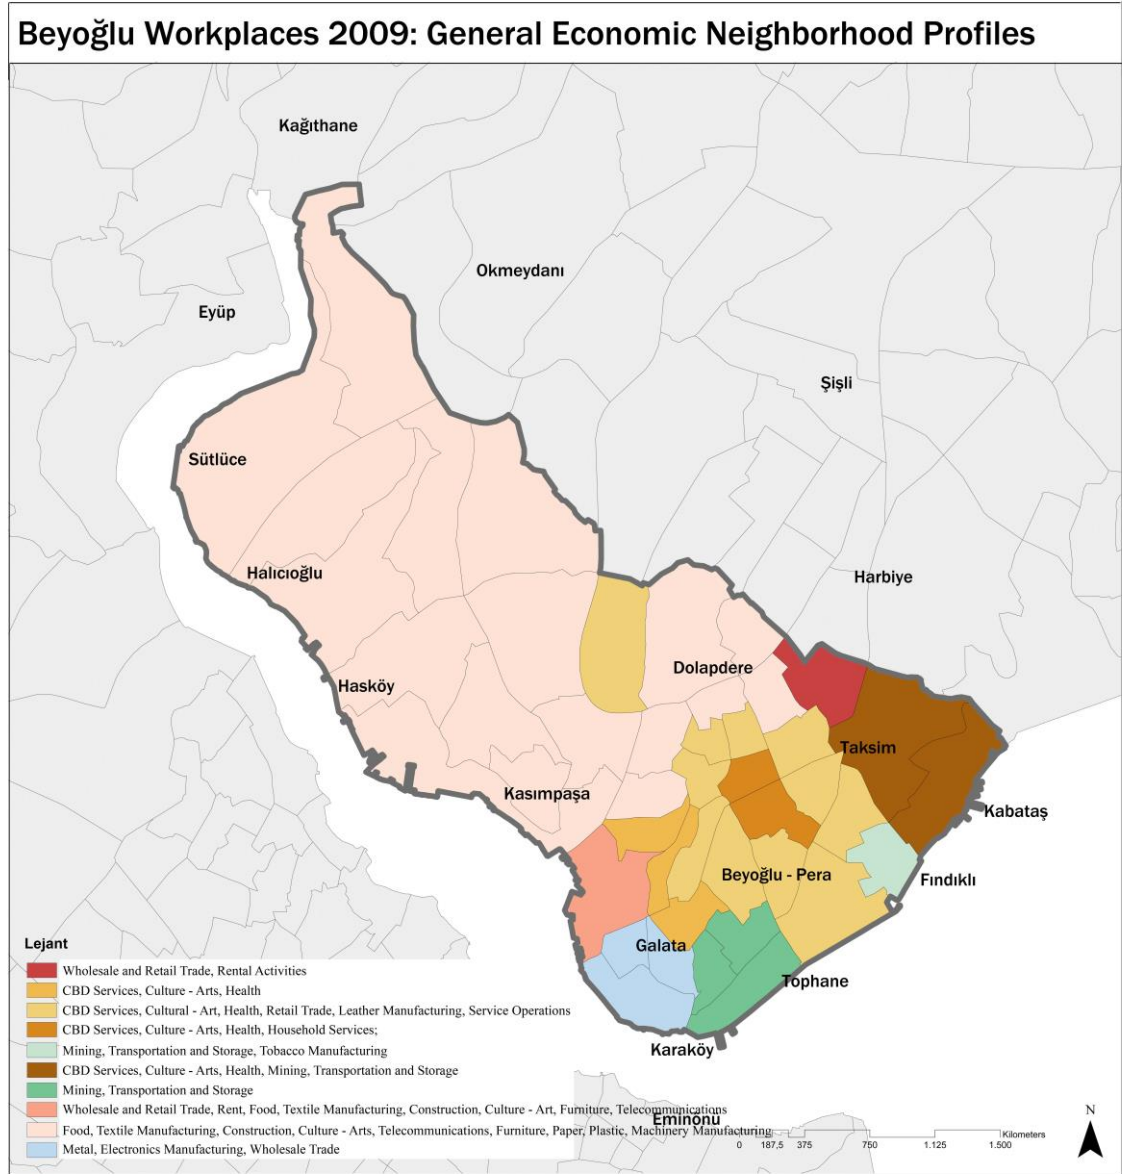 Beyoğlu Workplaces 2009: General Economic Neighborhood Profiles
Kağıthane
Okmeydanı
Eyüp
Şişli
Sütlüce
Halıcıoğlu
Harbiye
Dolapdere
Hasköy
Taksim
Kasımpaşa
Kabataş
Beyoğlu - Pera
Fındıklı
Galata
Tophane
Karaköy
Eminönü
Lejant
Wholesale and Retail Trade, Rental Activities
CBD Services, Culture - Arts, Health
CBD Services, Cultural - Art, Health, Retail Trade, Leather Manufacturing, Service Operations
CBD Services, Culture - Arts, Health, Household Services;
Mining, Transportation and Storage, Tobacco Manufacturing
CBD Services, Culture - Arts, Health, Mining, Transportation and Storage
Mining, Transportation and Storage
Wholesale and Retail Trade, Rent, Food, Textile Manufacturing, Construction, Culture - Art, Furniture, Telecommunications
Food, Textile Manufacturing, Construction, Culture - Arts, Telecommunications, Furniture, Paper, Plastic, Machinery Manufacturing
Metal, Electronics Manufacturing, Wholesale Trade
N
Kilometers
0 187,5 375 750 1.125 1.500